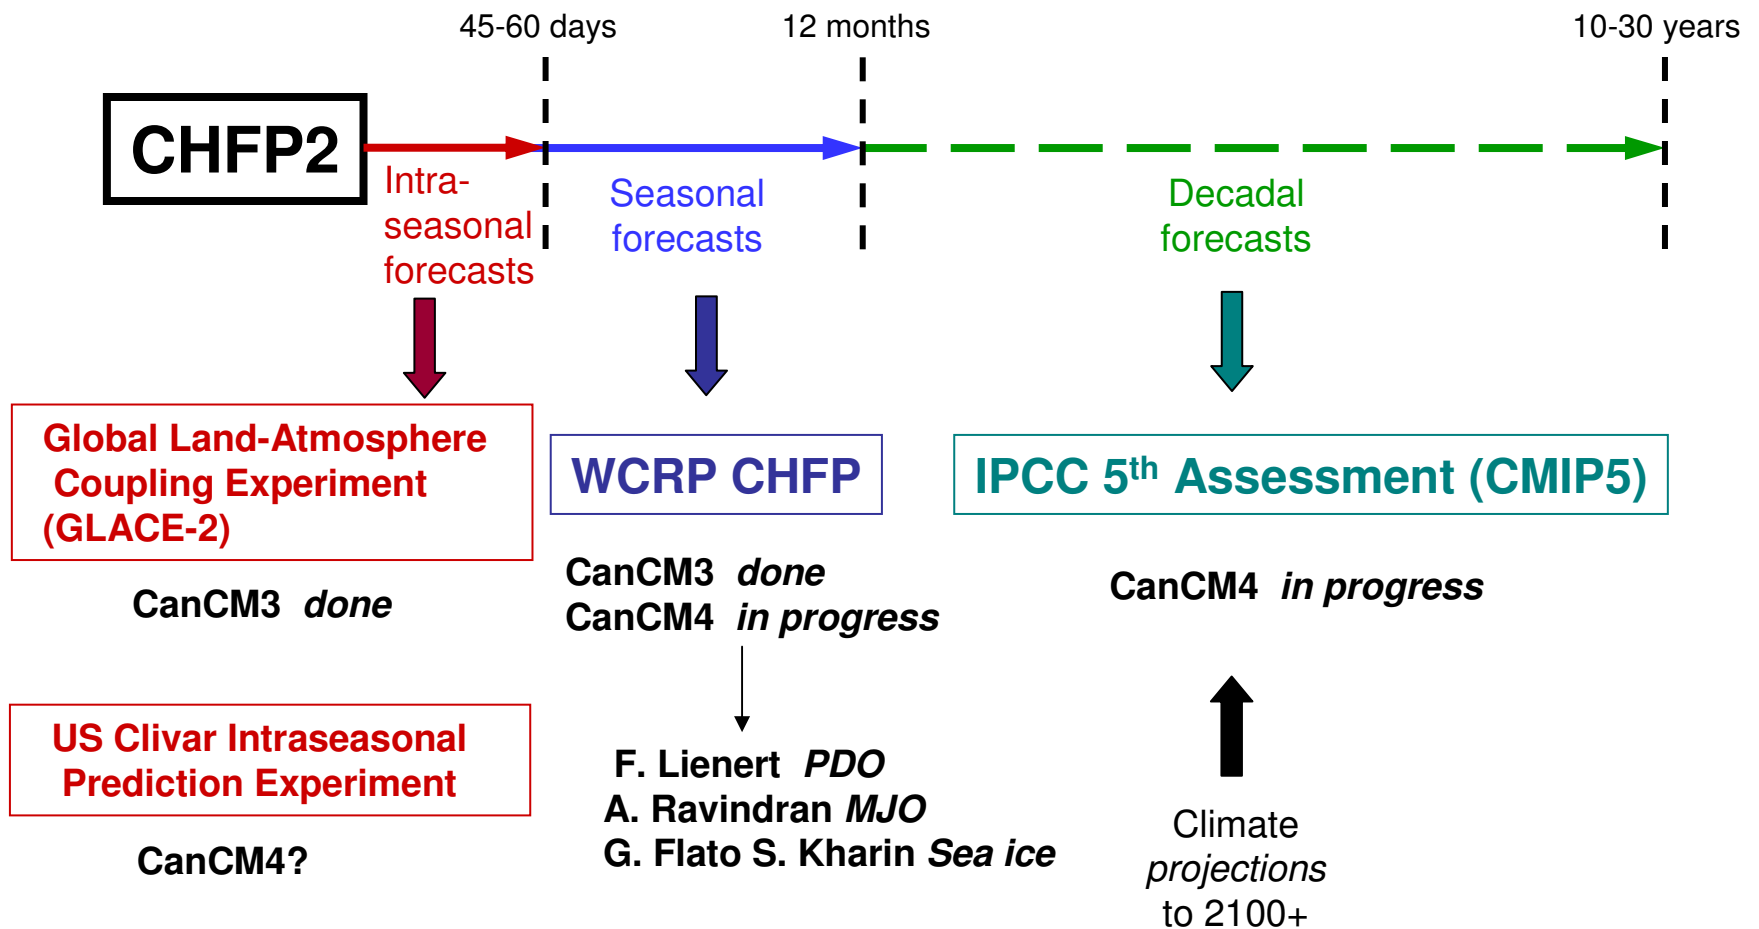 45-60 days
12 months
10-30 years
CHFP2
Intra-
seasonal
forecasts
Seasonal
forecasts
Decadal
forecasts
Global Land-Atmosphere
Coupling Experiment
(GLACE-2)
CanCM3 done
US Clivar Intraseasonal
Prediction Experiment
CanCM4?
WCRP CHFP
CanCM3 done
CanCM4 in progress
F. Lienert PDO
A. Ravindran MJO
G. Flato S. Kharin Sea ice
IPCC 5th Assessment (CMIP5)
CanCM4 in progress
Climate
projections
to 2100+